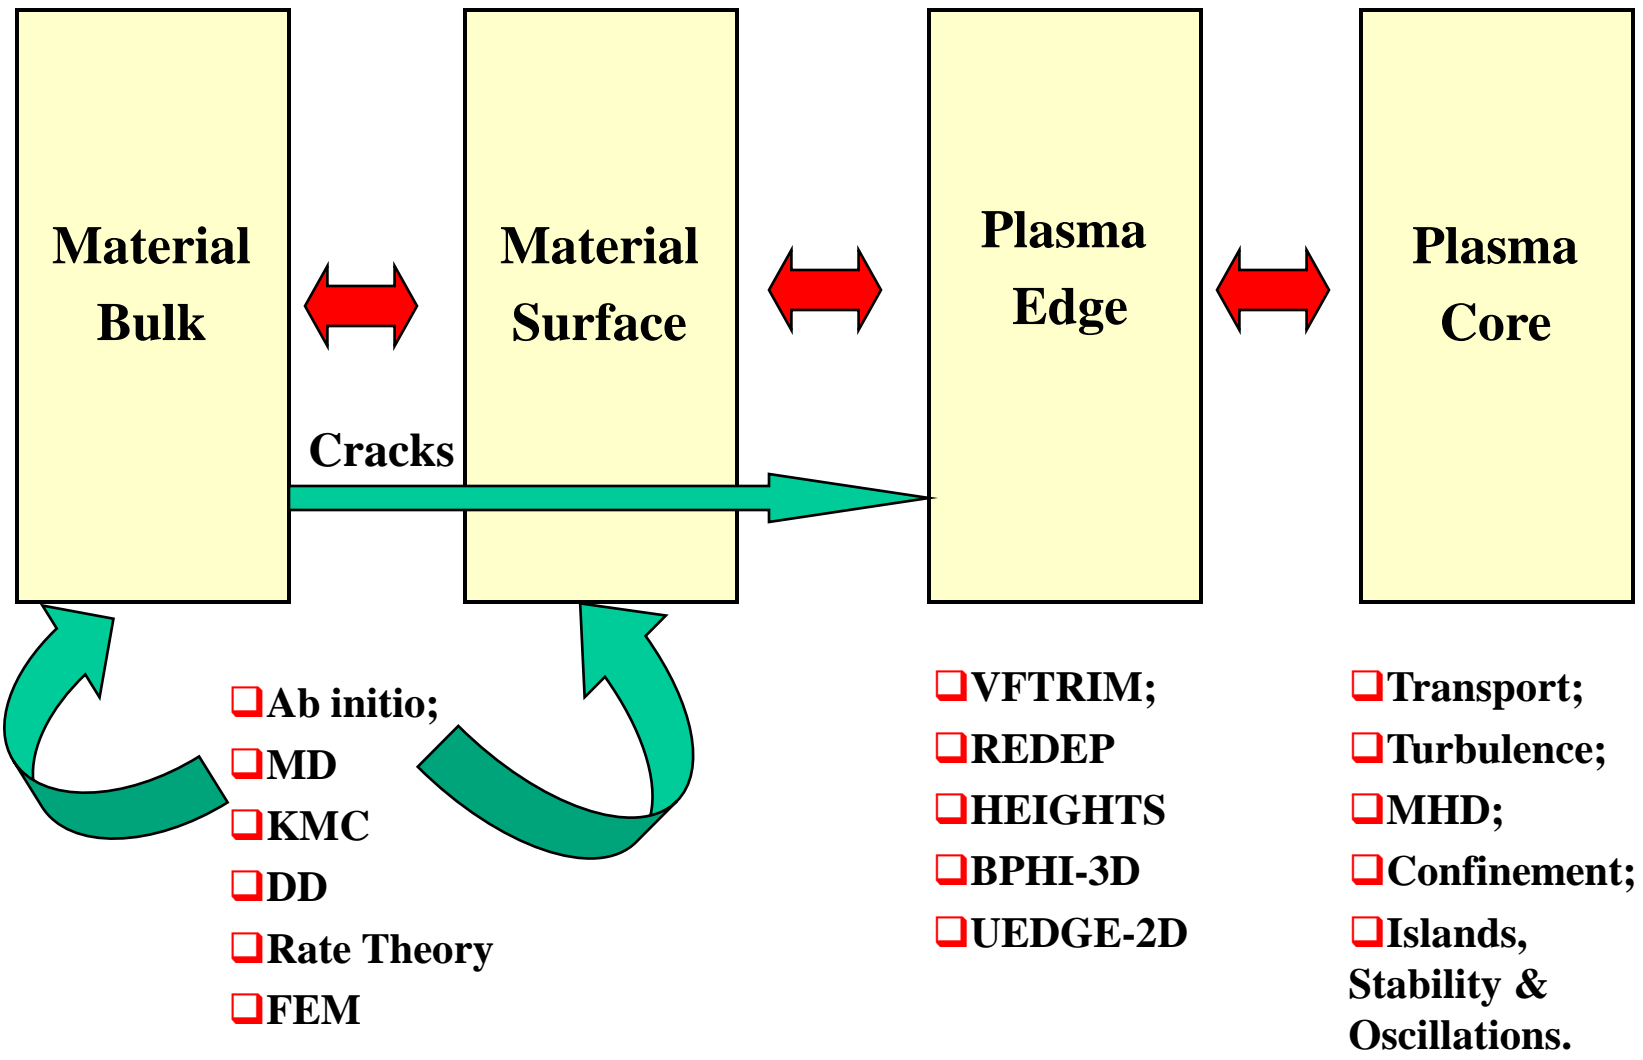 Material
Bulk
Material
Surface
Plasma
Edge
Plasma
Core
Cracks
Ab initio;
MD
KMC
DD
Rate Theory
FEM
VFTRIM;
REDEP
HEIGHTS
BPHI-3D
UEDGE-2D
Transport;
Turbulence;
MHD;
Confinement;
Islands,
Stability &
Oscillations.